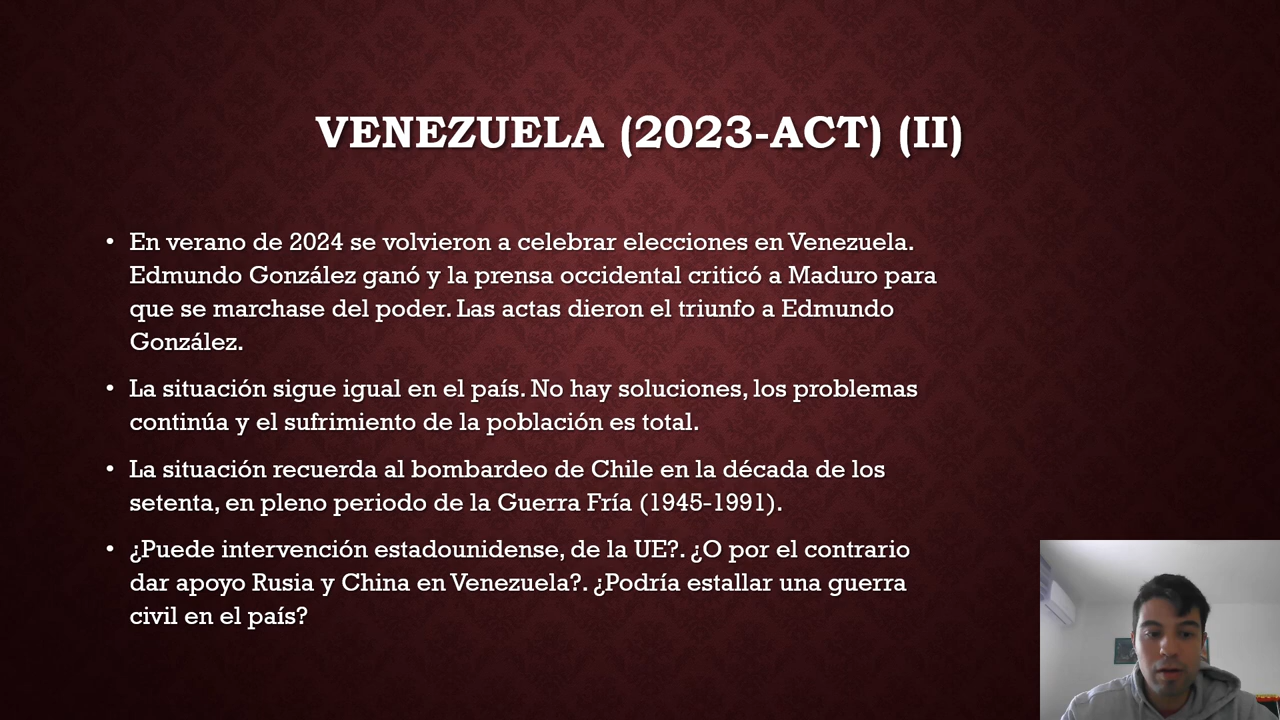 VENEZUELA (2023-ACT) (II)
• En verano de 2024 se volvieron a celebrar elecciones en Venezuela.
Edmundo González ganó y la prensa occidental criticó a Maduro para
que se marchase del poder. Las actas dieron el triunfo a Edmundo
González.
• La situación sigue igual en el país. No hay soluciones, los problemas
continúa y el sufrimiento de la población es total.
• La situación recuerda al bombardeo de Chile en la década de los
setenta, en pleno periodo de la Guerra Fría (1945-1991).
• ¿Puede intervención estadounidense, de la UE?. ¿O por el contrario
dar apoyo Rusia y China en Venezuela?. ¿Podría estallar una guerra
civil en el país?